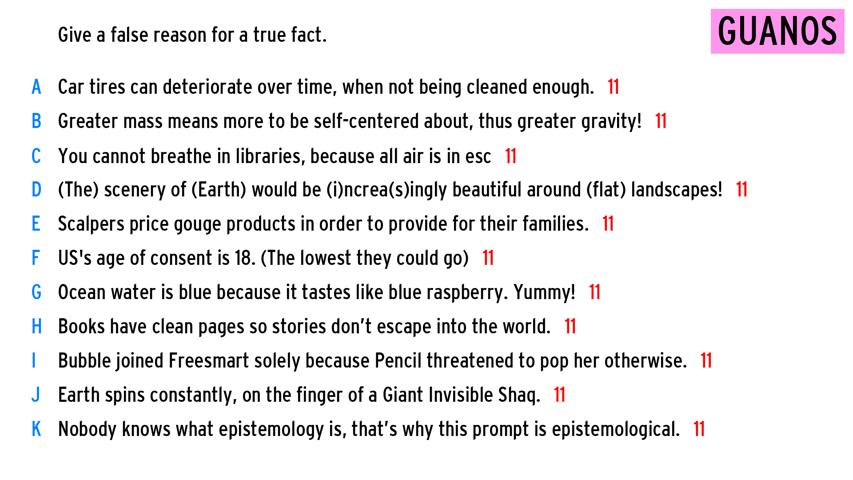 Give a false reason for a true fact.
GUANOS
A Car tires can deteriorate over time, when not being cleaned enough. 11
B Greater mass means more to be self-centered about, thus greater gravity! 11
C You cannot breathe in libraries, because all air is in esc 11
D (The) scenery of (Earth) would be (i)ncrea(s)ingly beautiful around (flat) landscapes! 11
E Scalpers price gouge products in order to provide for their families. 11
F US's age of consent is 18. (The lowest they could go) 11
G Ocean water is blue because it tastes like blue raspberry. Yummy! 11
H Books have clean pages so stories don't escape into the world. 11
I Bubble joined Freesmart solely because Pencil threatened to pop her otherwise. 11
J Earth spins constantly, on the finger of a Giant Invisible Shaq. 11
K Nobody knows what epistemology is, that's why this prompt is epistemological. 11